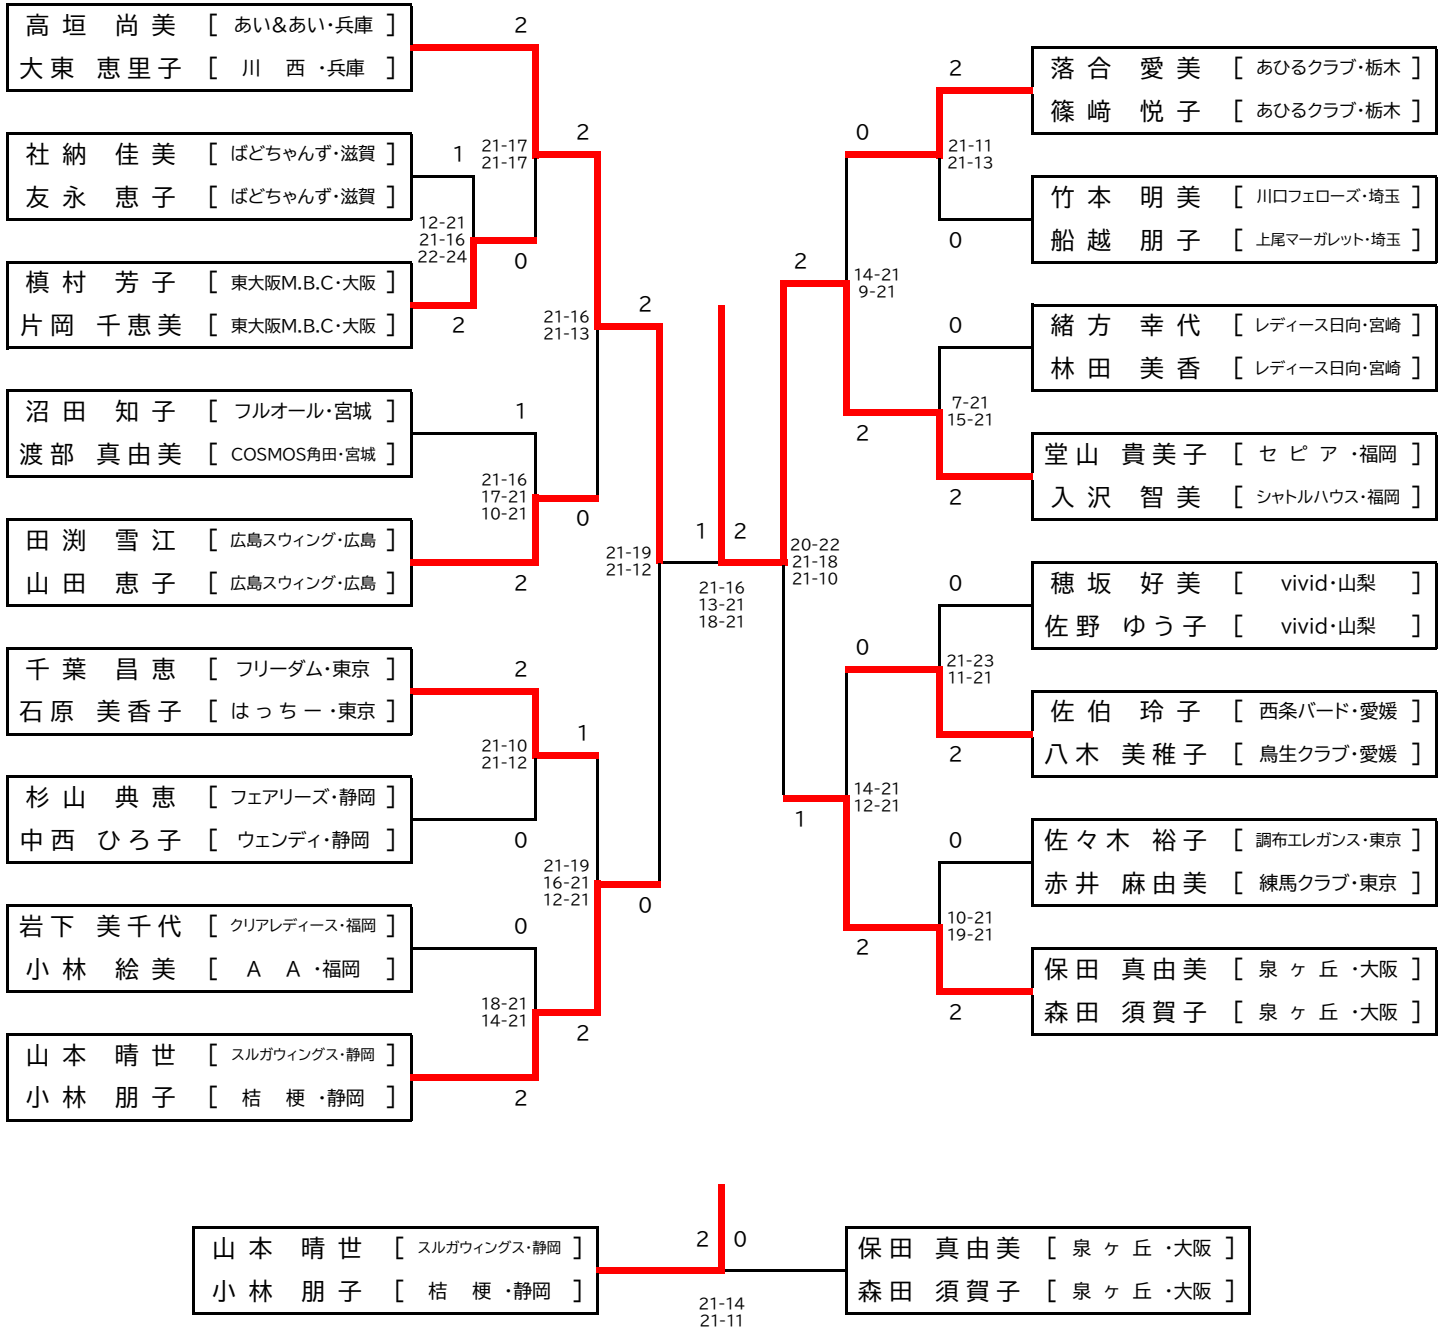 高垣 尚美 [ あい&あい・兵庫 ]
大東 恵里子 [ 川 西 ・兵庫 ]
社納 佳美 [ ばどちゃんず・滋賀 ]
友永 恵子 [ ばどちゃんず・滋賀 ]
槙村 芳子 [ 東大阪M.B.C・大阪 ]
片岡 千恵美 [ 東大阪M.B.C・大阪 ]
沼田 知子 [ フルオール・宮城 ]
渡部 真由美 [ COSMOS角田・宮城 ]
田渕 雪江 [ 広島スウィング・広島 ]
山田 恵子 [ 広島スウィング・広島 ]
千葉 昌恵 [ フリーダム・東京 ]
石原 美香子 [ はっちー・東京 ]
杉山 典恵 [ フェアリーズ・静岡 ]
中西 ひろ子 [ ウェンディ・静岡 ]
岩下 美千代 [ クリアレディース・福岡 ]
小林 絵美 [ A A ・福岡 ]
山本 晴世 [ スルガウィングス・静岡 ]
小林 朋子 [ 桔 梗 ・静岡 ]
2
1
12-21
21-16
22-24
2
21-17
21-17
0
2
21-16
21-13
1
21-16
17-21
10-21
2
0
2
21-19
21-12
2
21-10
21-12
0
1
21-19
16-21
12-21
0
18-21
14-21
2
2
0
1
2
21-16
13-21
18-21
2
20-22
21-18
21-10
1
0
14-21
9-21
2
0
14-21
12-21
2
2
21-11
21-13
0
0
7-21
15-21
2
0
21-23
11-21
2
0
10-21
19-21
2
落合 愛美 [ あひるクラブ・栃木 ]
篠﨑 悦子 [ あひるクラブ・栃木 ]
竹本 明美 [ 川口フェローズ・埼玉 ]
船越 朋子 [ 上尾マーガレット・埼玉 ]
緒方 幸代 [ レディース日向・宮崎 ]
林田 美香 [ レディース日向・宮崎 ]
堂山 貴美子 [ セピア ・福岡 ]
入沢 智美 [ シャトルハウス・福岡 ]
穂坂 好美 [ vivid・山梨 ]
佐野 ゆう子 [ vivid・山梨 ]
佐伯 玲子 [ 西条バード・愛媛 ]
八木 美稚子 [ 鳥生クラブ・愛媛 ]
佐々木 裕子 [ 調布エレガンス・東京 ]
赤井 麻由美 [ 練馬クラブ・東京 ]
保田 真由美 [ 泉ヶ丘 ・大阪 ]
森田 須賀子 [ 泉ヶ丘 ・大阪 ]
山本 晴世 [ スルガウィングス・静岡 ]
小林 朋子 [ 桔 梗 ・静岡 ]
2
0
21-14
21-11
保田 真由美 [ 泉ヶ丘 ・大阪 ]
森田 須賀子 [ 泉ヶ丘 ・大阪 ]